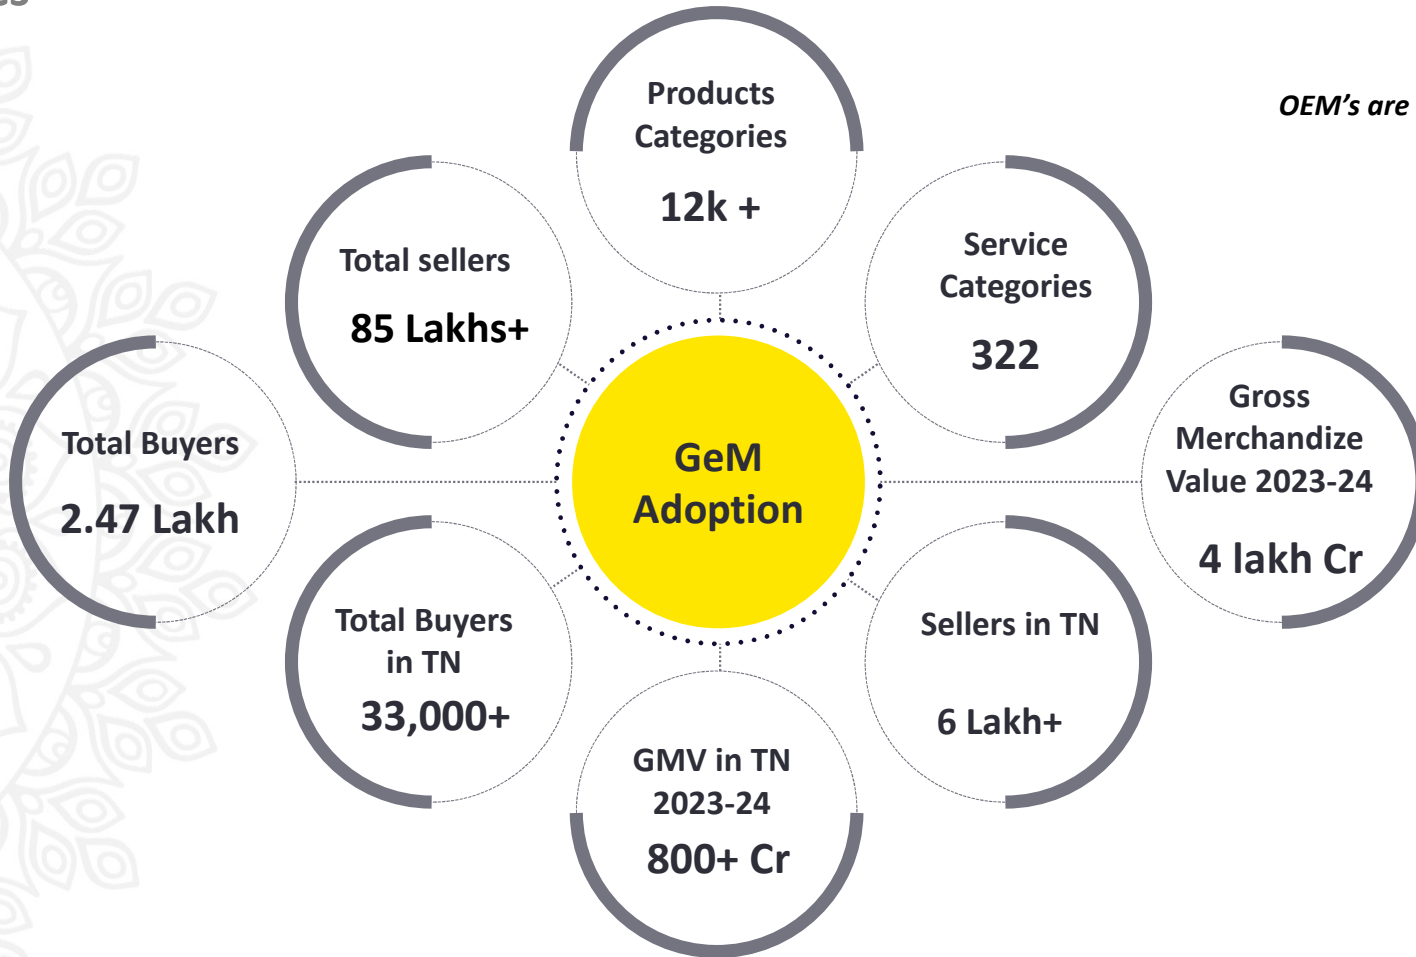 Products
Categories
12k +
OEM's are
Total sellers
85 Lakhs+
Service
Categories
322
Total Buyers
2.47 Lakh
GeM
Adoption
Gross
Merchandize
Value 2023-24
4 lakh Cr
Total Buyers
in TN
33,000+
Sellers in TN
6 Lakh+
GMV in TN
2023-24
800+ Cr